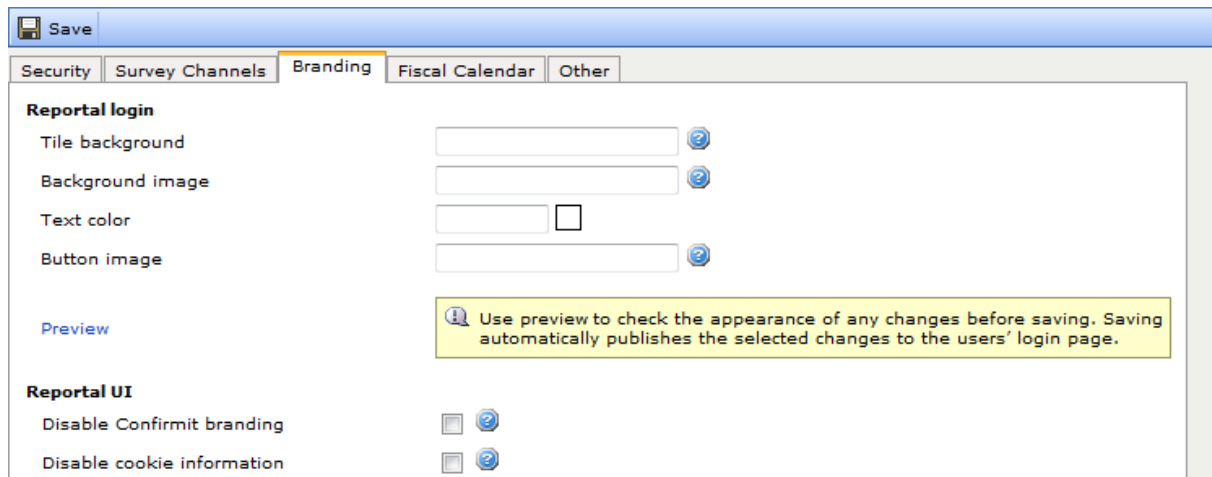 Save
Security Survey Channels Branding Fiscal Calendar Other
Reportal login
Tile background
Background image
Text color
Button image
Preview
Use preview to check the appearance of any changes before saving. Saving
automatically publishes the selected changes to the users’ login page.
Reportal UI
Disable Confirmit branding
Disable cookie information